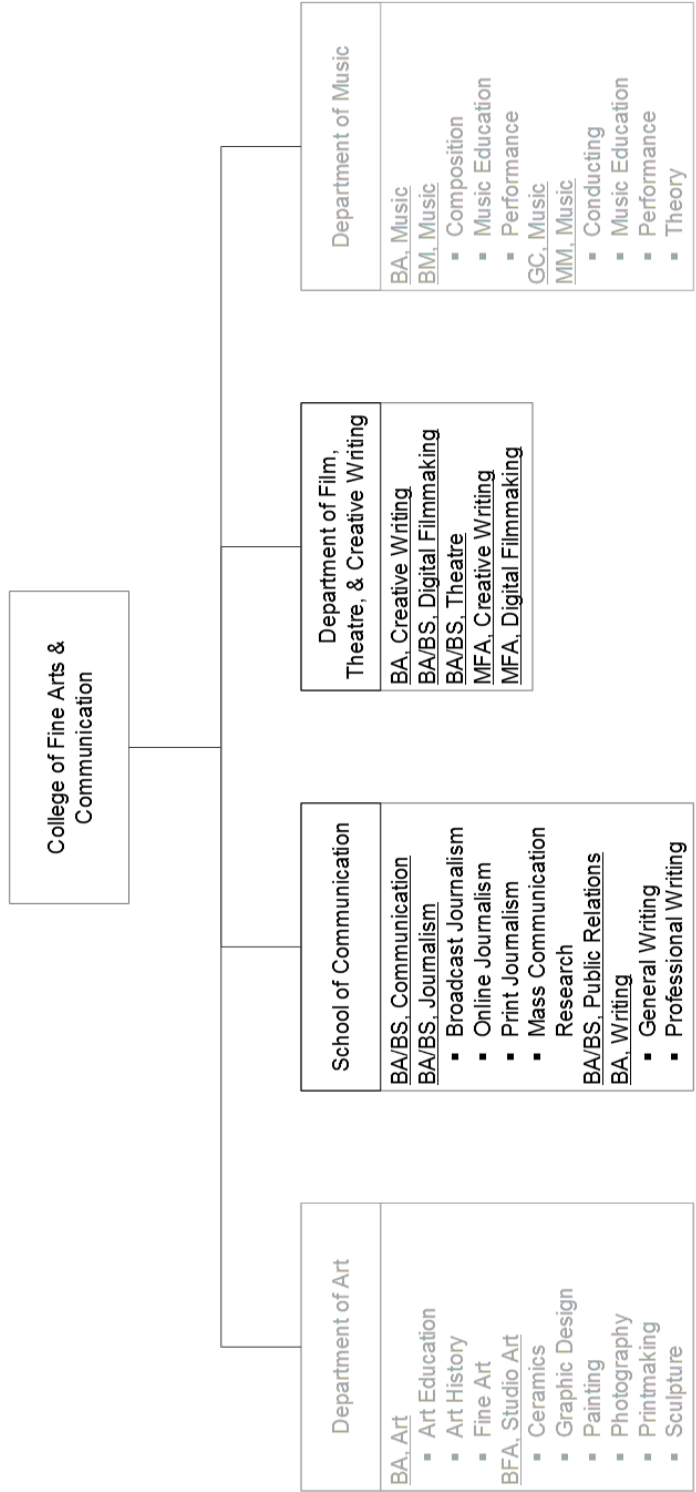 College of Fine Arts &
Communication
Department of Art
BA, Art
▪ Art Education
▪ Art History
▪ Fine Art
BFA, Studio Art
▪ Ceramics
▪ Graphic Design
▪ Painting
▪ Photography
▪ Printmaking
▪ Sculpture
School of Communication
BA/BS, Communication
BA/BS, Journalism
▪ Broadcast Journalism
▪ Online Journalism
▪ Print Journalism
▪ Mass Communication
Research
BA/BS, Public Relations
BA, Writing
▪ General Writing
▪ Professional Writing
Department of Film,
Theatre, & Creative Writing
BA, Creative Writing
BA/BS, Digital Filmmaking
BA/BS, Theatre
MFA, Creative Writing
MFA, Digital Filmmaking
Department of Music
BA, Music
BM, Music
▪ Composition
▪ Music Education
▪ Performance
GC, Music
MM, Music
▪ Conducting
▪ Music Education
▪ Performance
▪ Theory